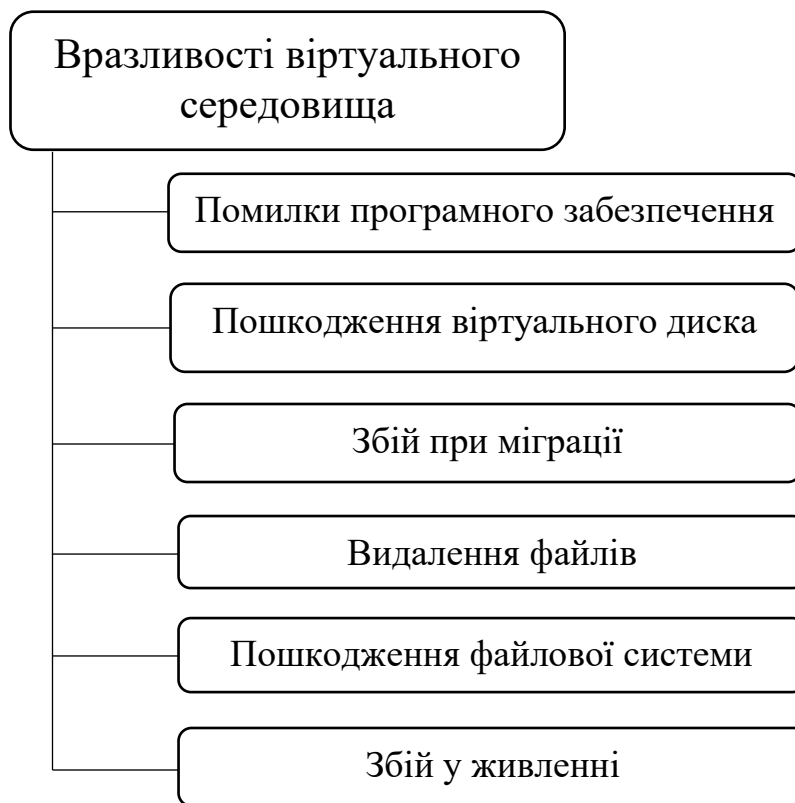 Вразливості віртуального
середовища
Помилки програмного забезпечення
Пошкодження віртуального диска
Збій при міграції
Видалення файлів
Пошкодження файлової системи
Збій у живленні